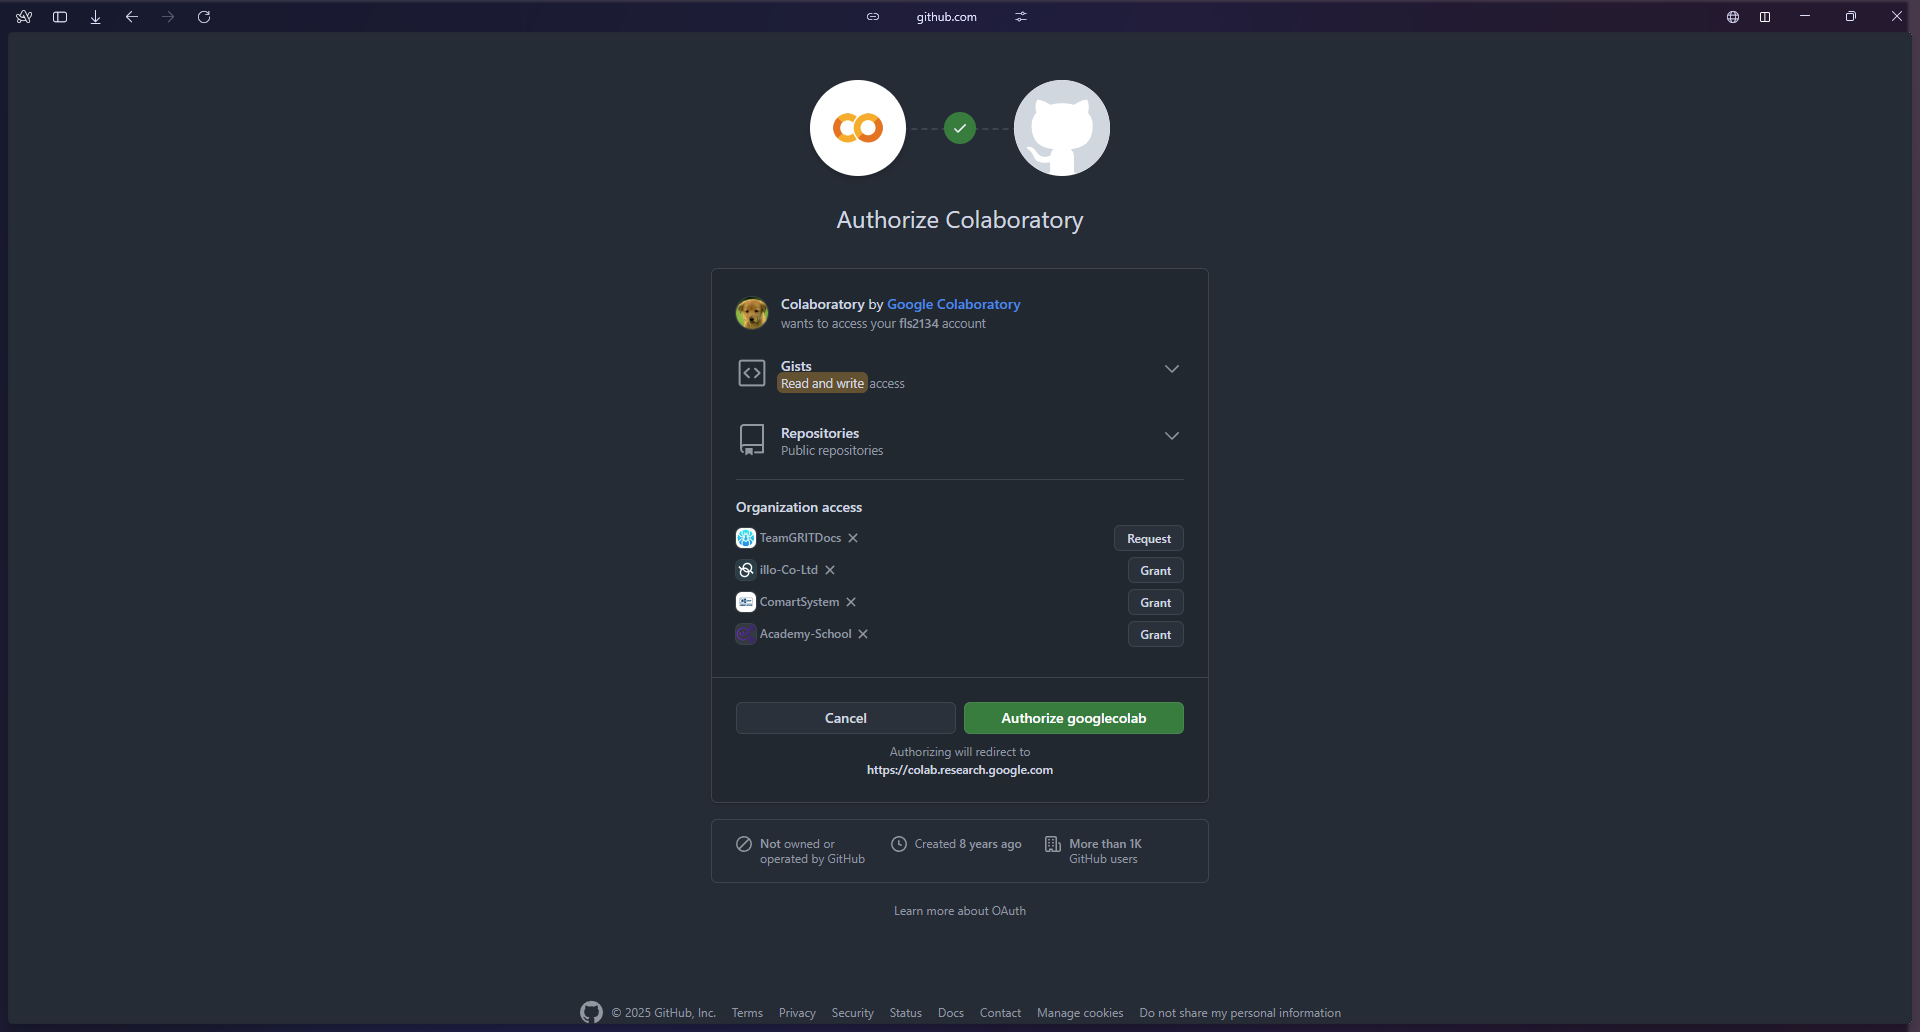 github.com
Authorize Colaboratory
Colaboratory by Google Colaboratory
wants to access your fls2134 account
Gists
Read and write access
Repositories
Public repositories
Organization access
TeamGRITDocs
Request
illo-Co-Ltd
Grant
ComartSystem
Grant
Academy-School
Grant
Cancel
Authorize googlecolab
Authorizing will redirect to
https://colab.research.google.com
Not owned or
operated by GitHub
Created 8 years ago
More than 1K
GitHub users
Learn more about OAuth
© 2025 GitHub, Inc. Terms Privacy Security Status Docs Contact Manage cookies Do not share my personal information